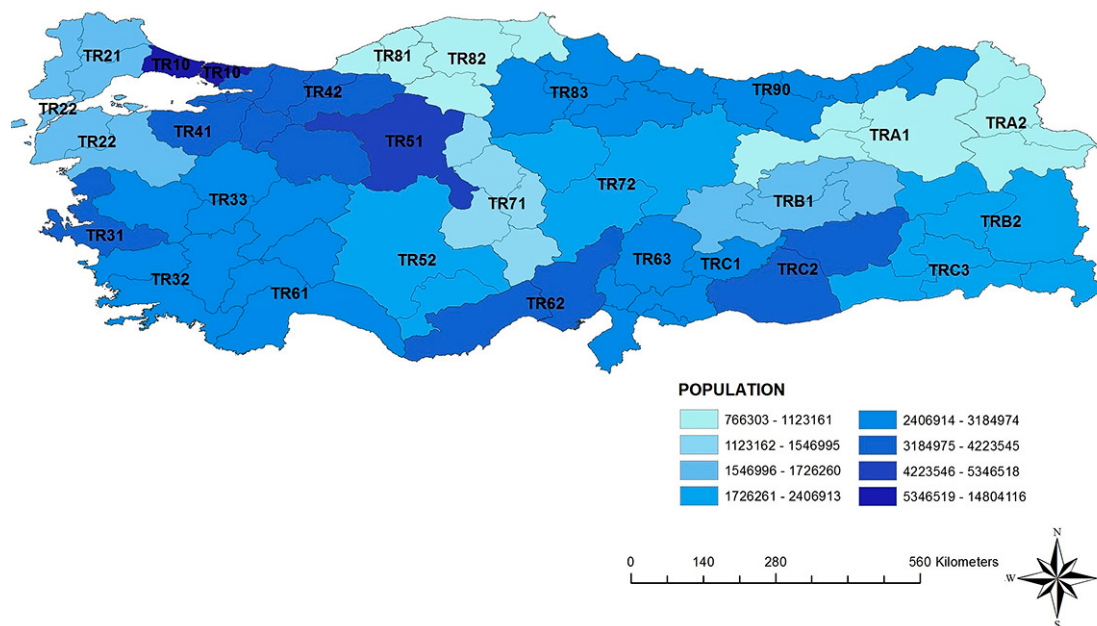 TR21
TR10
TR10
TR81
TR82
TR42
TR83
TR90
TR22
TR22
TR41
TR51
TRA1
TRA2
TR33
TR71
TR72
TRB1
TRB2
TR31
TR32
TR61
TR52
TR62
TR63
TRC1
TRC2
TRC3
POPULATION
766303 - 1123161
1123162 - 1546995
1546996 - 1726260
1726261 - 2406913
2406914 - 3184974
3184975 - 4223545
4223546 - 5346518
5346519 - 14804116
0 140 280 560 Kilometers
N
W E
S